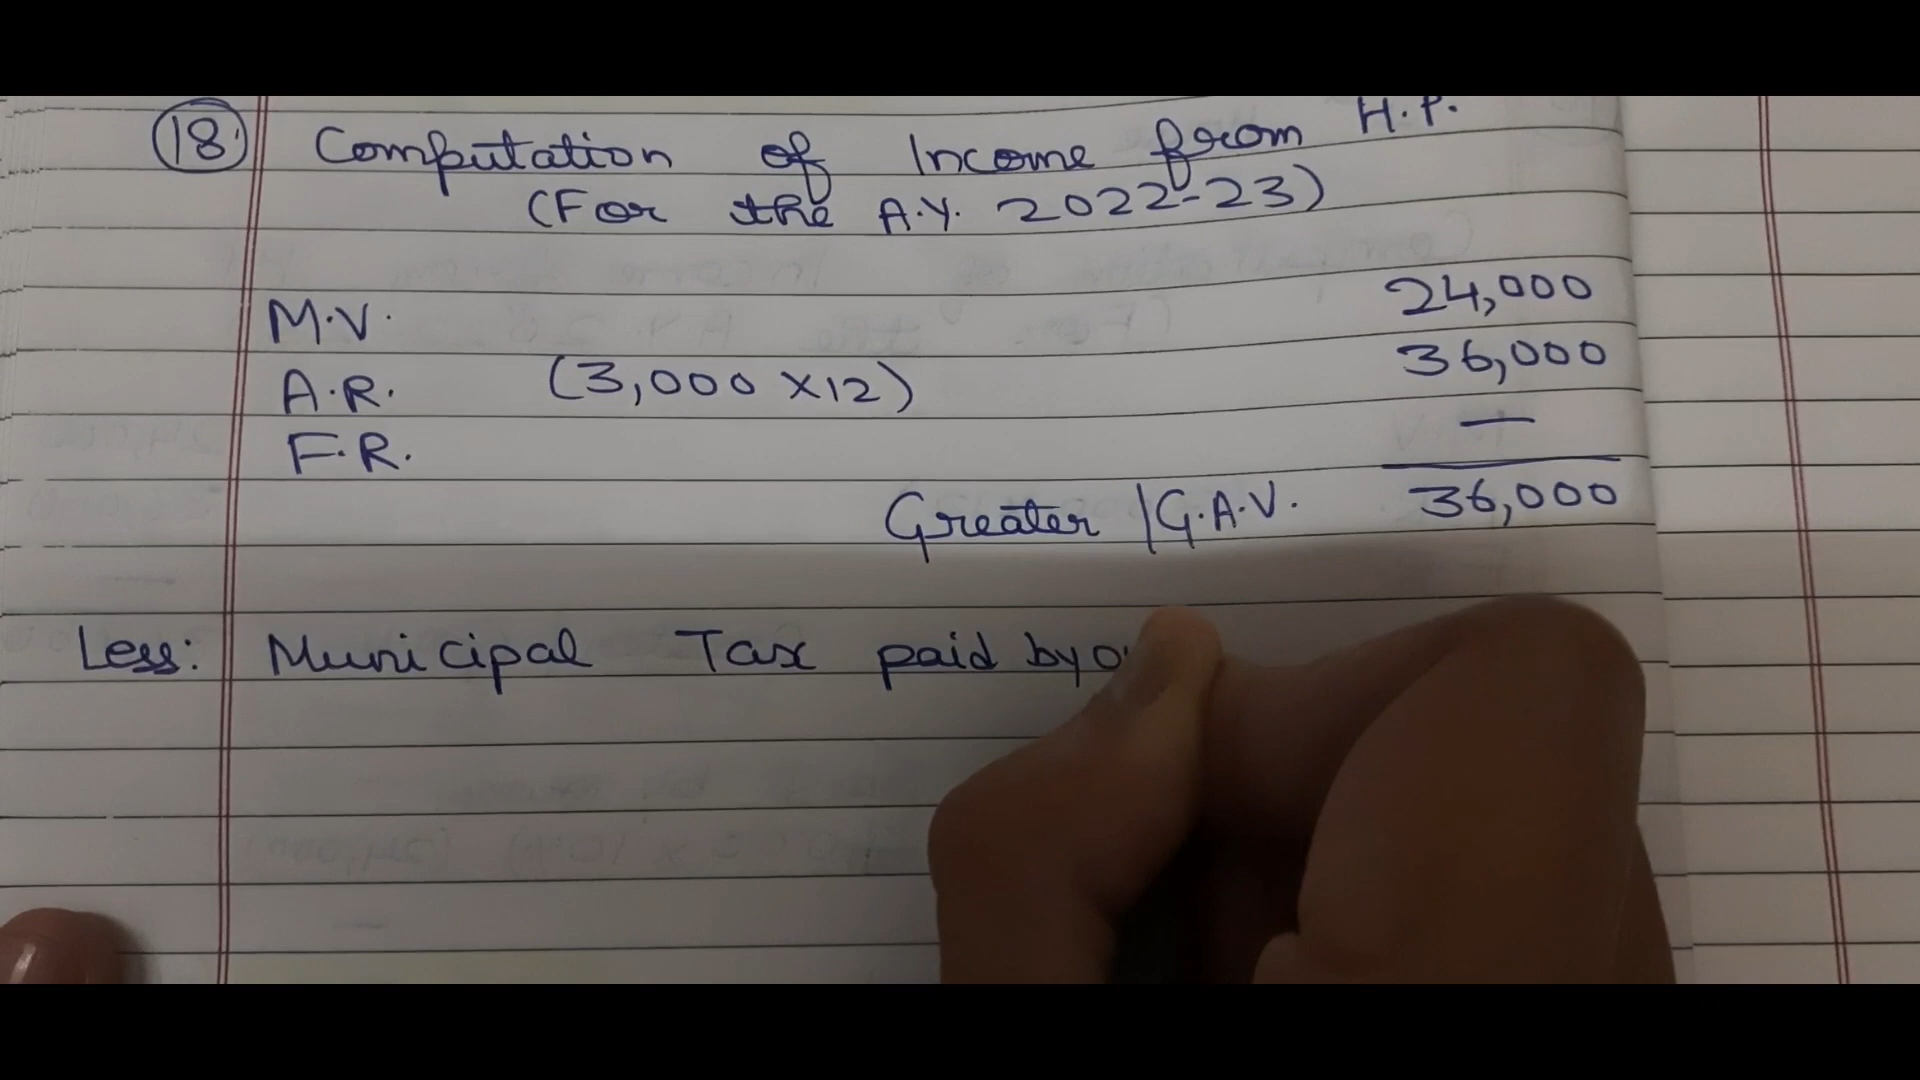 18. Computation of Income from H.P.
(For the A.Y. 2022-23)
M.V. 24,000
A.R. (3,000 x 12) 36,000
F.R. —
Greater / G.A.V. 36,000
Less: Municipal Tax paid by